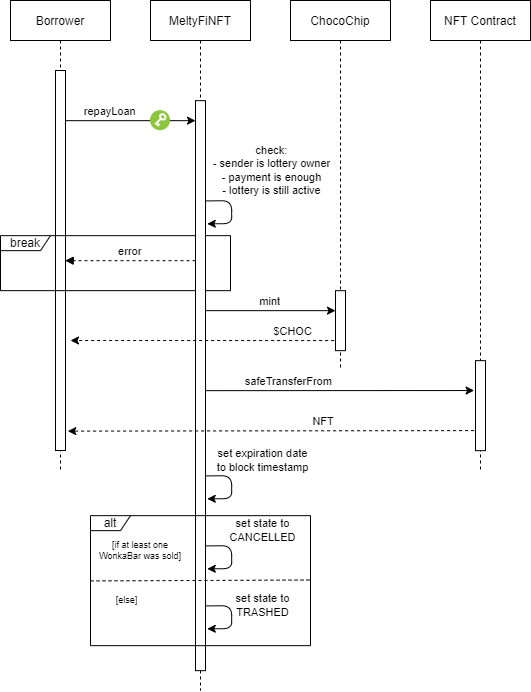 Borrower
MeltyFiNFT
ChocoChip
NFT Contract
repayLoan
check:
- sender is lottery owner
- payment is enough
- lottery is still active
break
error
mint
$CHOC
safeTransferFrom
NFT
set expiration date
to block timestamp
alt
set state to
CANCELLED
[if at least one
WonkaBar was sold]
[else]
set state to
TRASHED